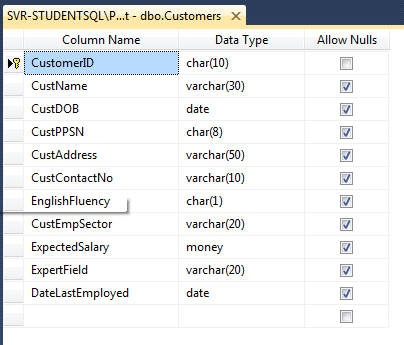 SVR-STUDENTSQL\P...t - dbo.Customers
Column Name Data Type Allow Nulls
CustomerID char(10)
CustName varchar(30)
CustDOB date
CustPPSN char(8)
CustAddress varchar(50)
CustContactNo varchar(10)
EnglishFluency char(1)
CustEmpSector varchar(20)
ExpectedSalary money
ExpertField varchar(20)
DateLastEmployed date